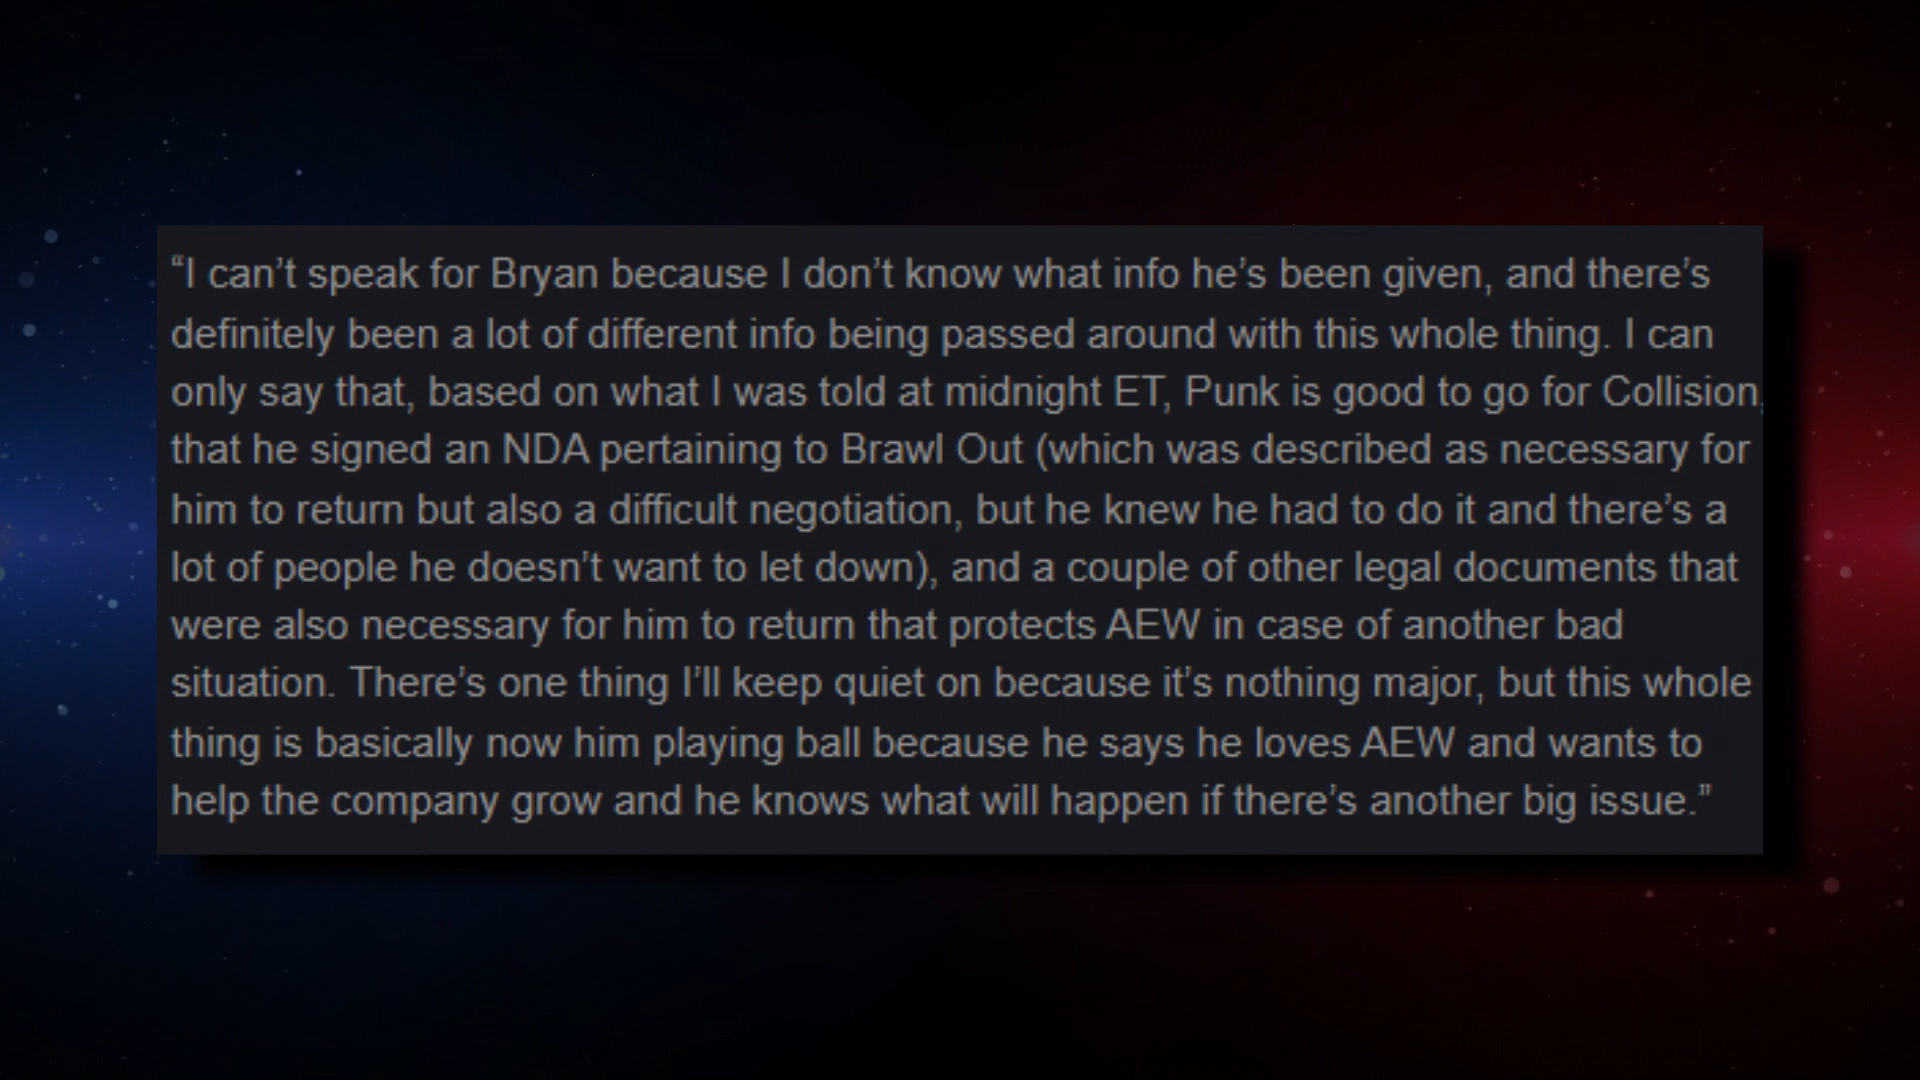 “I can’t speak for Bryan because I don’t know what info he’s been given, and there’s
definitely been a lot of different info being passed around with this whole thing. I can
only say that, based on what I was told at midnight ET, Punk is good to go for Collision,
that he signed an NDA pertaining to Brawl Out (which was described as necessary for
him to return but also a difficult negotiation, but he knew he had to do it and there’s a
lot of people he doesn’t want to let down), and a couple of other legal documents that
were also necessary for him to return that protects AEW in case of another bad
situation. There’s one thing I’ll keep quiet on because it’s nothing major, but this whole
thing is basically now him playing ball because he says he loves AEW and wants to
help the company grow and he knows what will happen if there’s another big issue.”